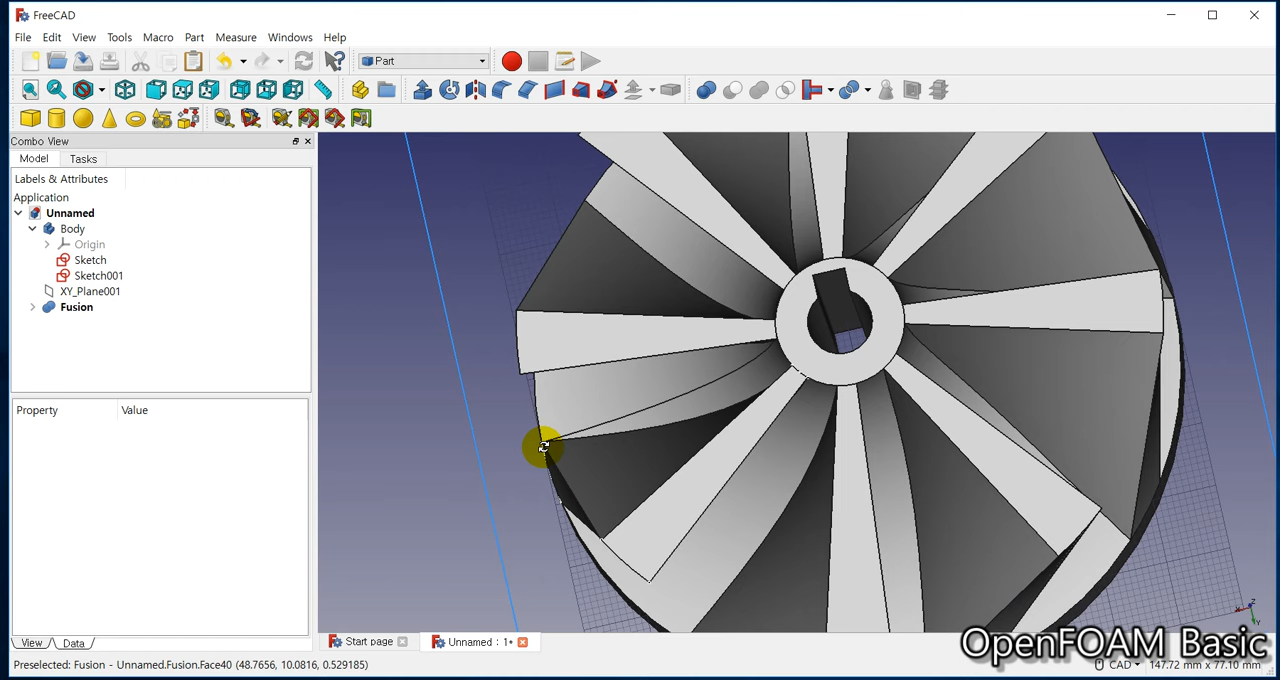 FreeCAD
File Edit View Tools Macro Part Measure Windows Help
Part
Combo View
Model Tasks
Labels & Attributes
Application
Unnamed
Body
Origin
Sketch
Sketch001
XY_Plane001
Fusion
Property Value
View Data
Start page Unnamed : 1*
Preselected: Fusion - Unnamed.Fusion.Face40 (48.7656, 10.0816, 0.529185)
CAD 147.72 mm x 77.10 mm
OpenFOAM Basic